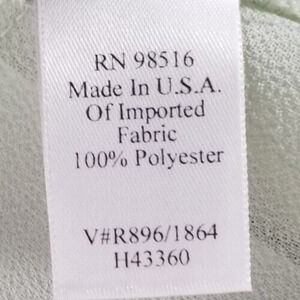 RN 98516
Made In U.S.A.
Of Imported
Fabric
100% Polyester
V#R896/1864
H43360